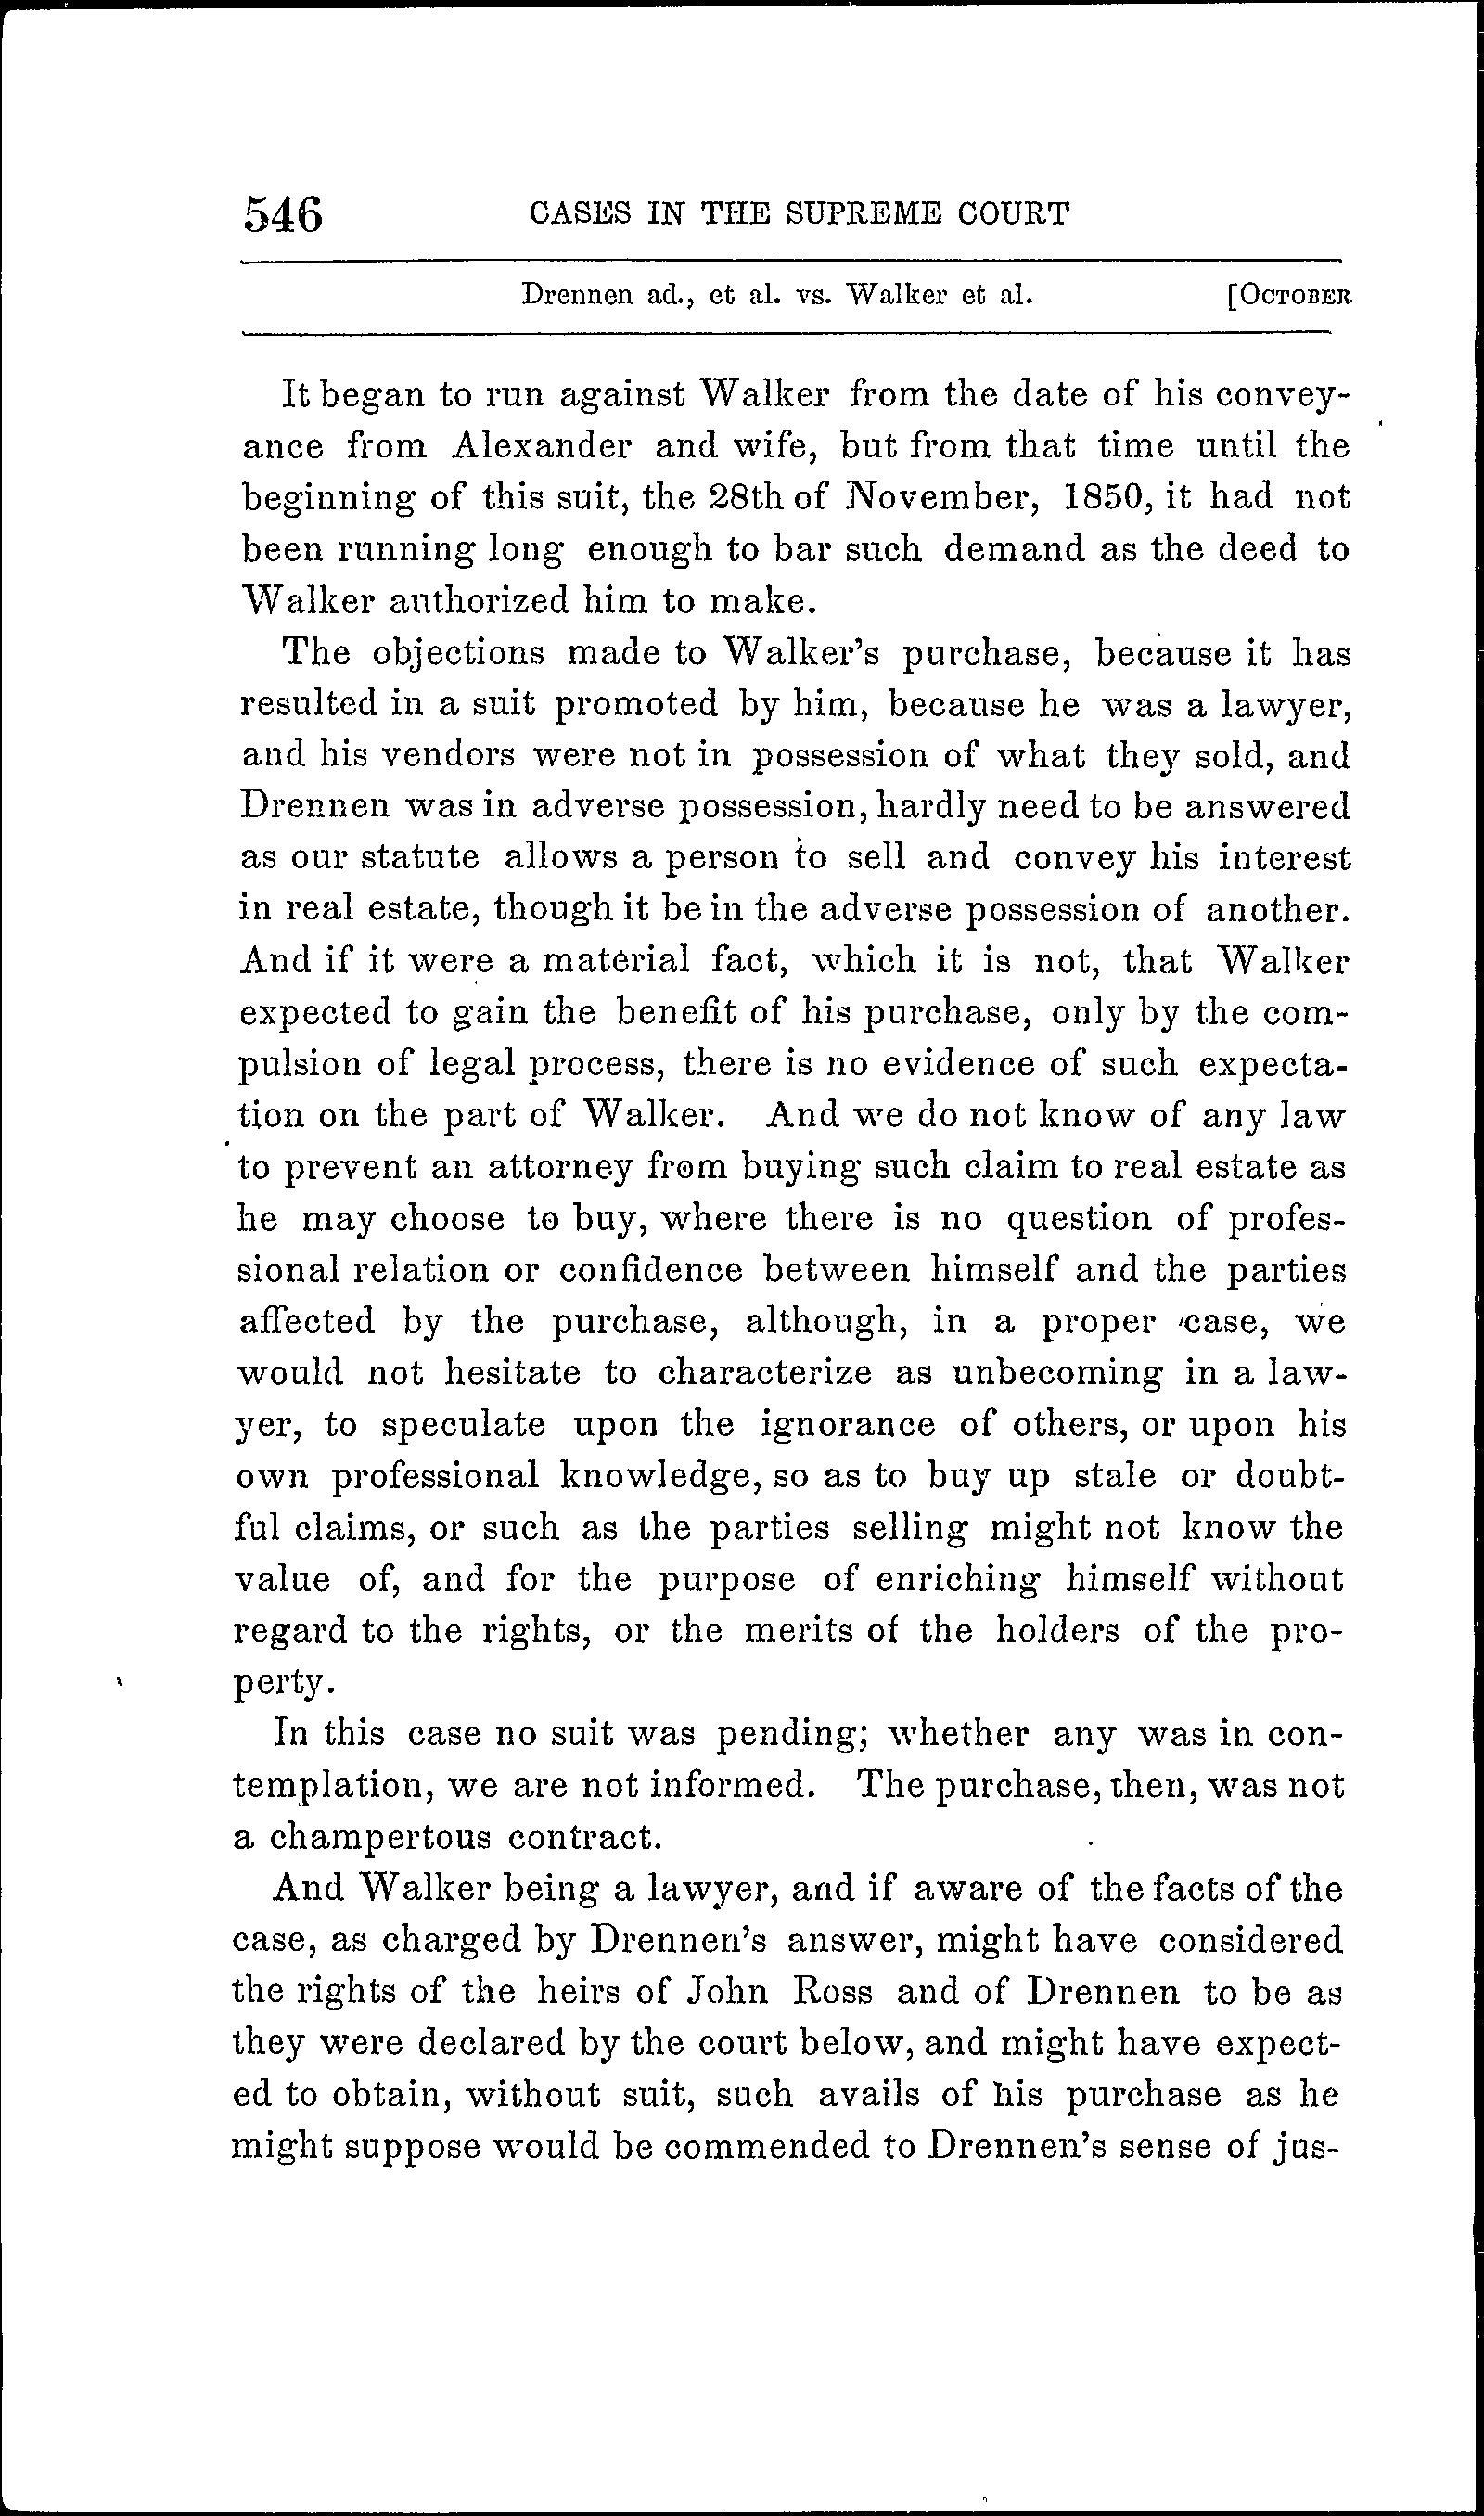 546 CASES IN THE SUPREME COURT
Drennen ad., et al. vs. Walker et al. [OCTOBER
It began to run against Walker from the date of his convey-
ance from Alexander and wife, but from that time until the
beginning of this suit, the 28th of November, 1850, it had not
been running long enough to bar such demand as the deed to
Walker authorized him to make.
The objections made to Walker's purchase, because it has
resulted in a suit promoted by him, because he was a lawyer,
and his vendors were not in possession of what they sold, and
Drennen was in adverse possession, hardly need to be answered
as our statute allows a person to sell and convey his interest
in real estate, though it be in the adverse possession of another.
And if it were a material fact, which it is not, that Walker
expected to gain the benefit of his purchase, only by the com-
pulsion of legal process, there is no evidence of such expecta-
tion on the part of Walker. And we do not know of any law
to prevent an attorney from buying such claim to real estate as
he may choose to buy, where there is no question of profes-
sional relation or confidence between himself and the parties
affected by the purchase, although, in a proper case, we
would not hesitate to characterize as unbecoming in a law-
yer, to speculate upon the ignorance of others, or upon his
own professional knowledge, so as to buy up stale or doubt-
ful claims, or such as the parties selling might not know the
value of, and for the purpose of enriching himself without
regard to the rights, or the merits of the holders of the pro-
perty.
In this case no suit was pending; whether any was in con-
templation, we are not informed. The purchase, then, was not
a champertous contract.
And Walker being a lawyer, and if aware of the facts of the
case, as charged by Drennen's answer, might have considered
the rights of the heirs of John Ross and of Drennen to be as
they were declared by the court below, and might have expect-
ed to obtain, without suit, such avails of his purchase as he
might suppose would be commended to Drennen's sense of jus-